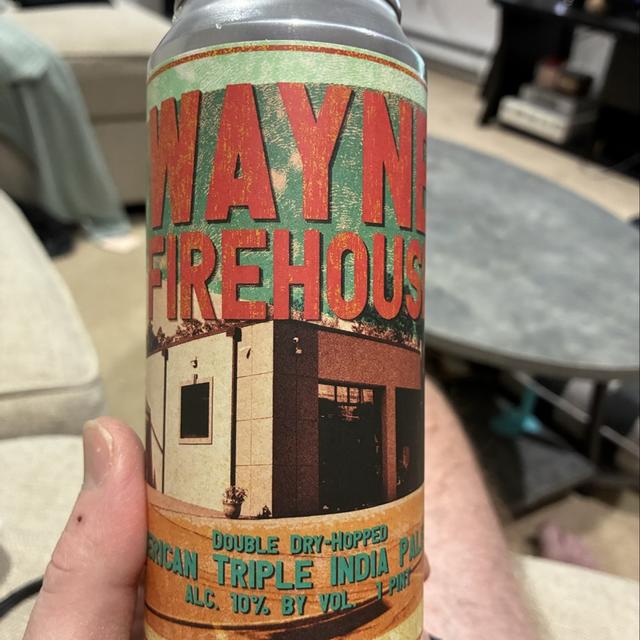 WAYNE
FIREHOUS
DOUBLE DRY-HOPPED
ERICAN TRIPLE INDIA PAL
ALC. 10% BY VOL. 1 PINT